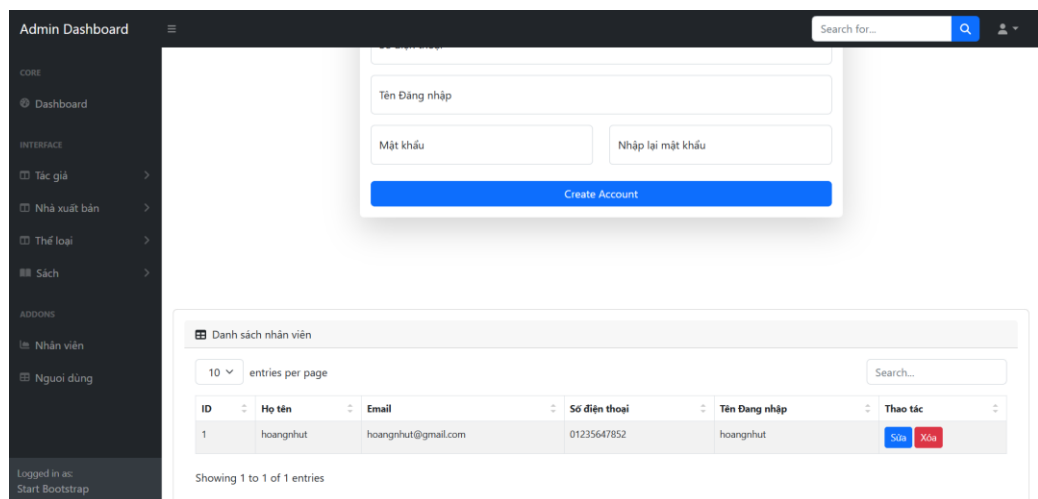 Admin Dashboard
Search for...
CORE
Dashboard
INTERFACE
Tác giả
Nhà xuất bản
Thể loại
Sách
ADDONS
Nhân viên
Nguoi dùng
Logged in as:
Start Bootstrap
Tên Đăng nhập
Mật khẩu Nhập lại mật khẩu
Create Account
Danh sách nhân viên
10 entries per page Search...
ID Họ tên Email Số điện thoại Tên Đang nhập Thao tác
1 hoangnhut hoangnhut@gmail.com 01235647852 hoangnhut Sửa Xóa
Showing 1 to 1 of 1 entries